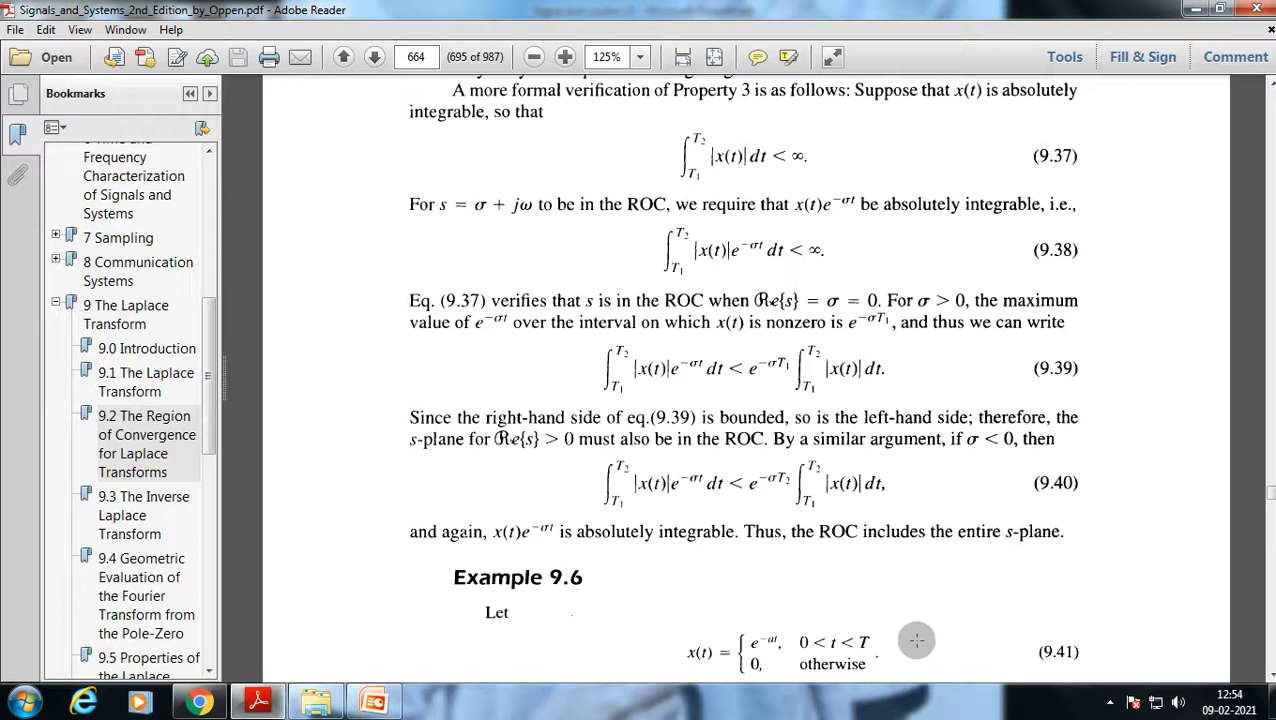 Signals_and_Systems_2nd_Edition_by_Oppen.pdf - Adobe Reader
File Edit View Window Help
Open 664 (695 of 987) 125% Tools Fill & Sign Comment
Bookmarks
Frequency
Characterization
of Signals and
Systems
7 Sampling
8 Communication
Systems
9 The Laplace
Transform
9.0 Introduction
9.1 The Laplace
Transform
9.2 The Region
of Convergence
for Laplace
Transforms
9.3 The Inverse
Laplace
Transform
9.4 Geometric
Evaluation of
the Fourier
Transform from
the Pole-Zero
9.5 Properties of
the Laplace
A more formal verification of Property 3 is as follows: Suppose that x(t) is absolutely
integrable, so that
∫_{T₁}^{T₂} |x(t)| dt < ∞. (9.37)
For s = σ + jω to be in the ROC, we require that x(t)e^{−σt} be absolutely integrable, i.e.,
∫_{T₁}^{T₂} |x(t)|e^{−σt} dt < ∞. (9.38)
Eq. (9.37) verifies that s is in the ROC when ℜe{s} = σ = 0. For σ > 0, the maximum
value of e^{−σt} over the interval on which x(t) is nonzero is e^{−σT₁}, and thus we can write
∫_{T₁}^{T₂} |x(t)|e^{−σt} dt < e^{−σT₁} ∫_{T₁}^{T₂} |x(t)| dt. (9.39)
Since the right-hand side of eq.(9.39) is bounded, so is the left-hand side; therefore, the
s-plane for ℜe{s} > 0 must also be in the ROC. By a similar argument, if σ < 0, then
∫_{T₁}^{T₂} |x(t)|e^{−σt} dt < e^{−σT₂} ∫_{T₁}^{T₂} |x(t)| dt, (9.40)
and again, x(t)e^{−σt} is absolutely integrable. Thus, the ROC includes the entire s-plane.
Example 9.6
Let
x(t) = { e^{−at}, 0 < t < T
0, otherwise . (9.41)
12:54
09-02-2021